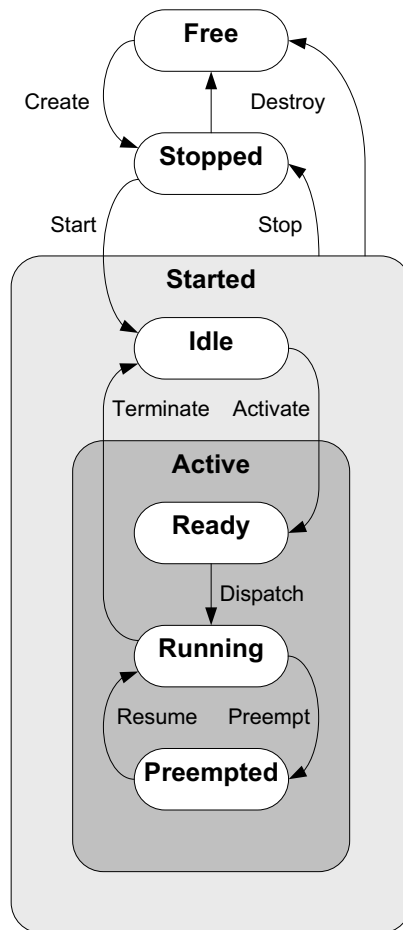 Free
Create
Destroy
Stopped
Start
Stop
Started
Idle
Terminate
Activate
Active
Ready
Dispatch
Running
Resume
Preempt
Preempted